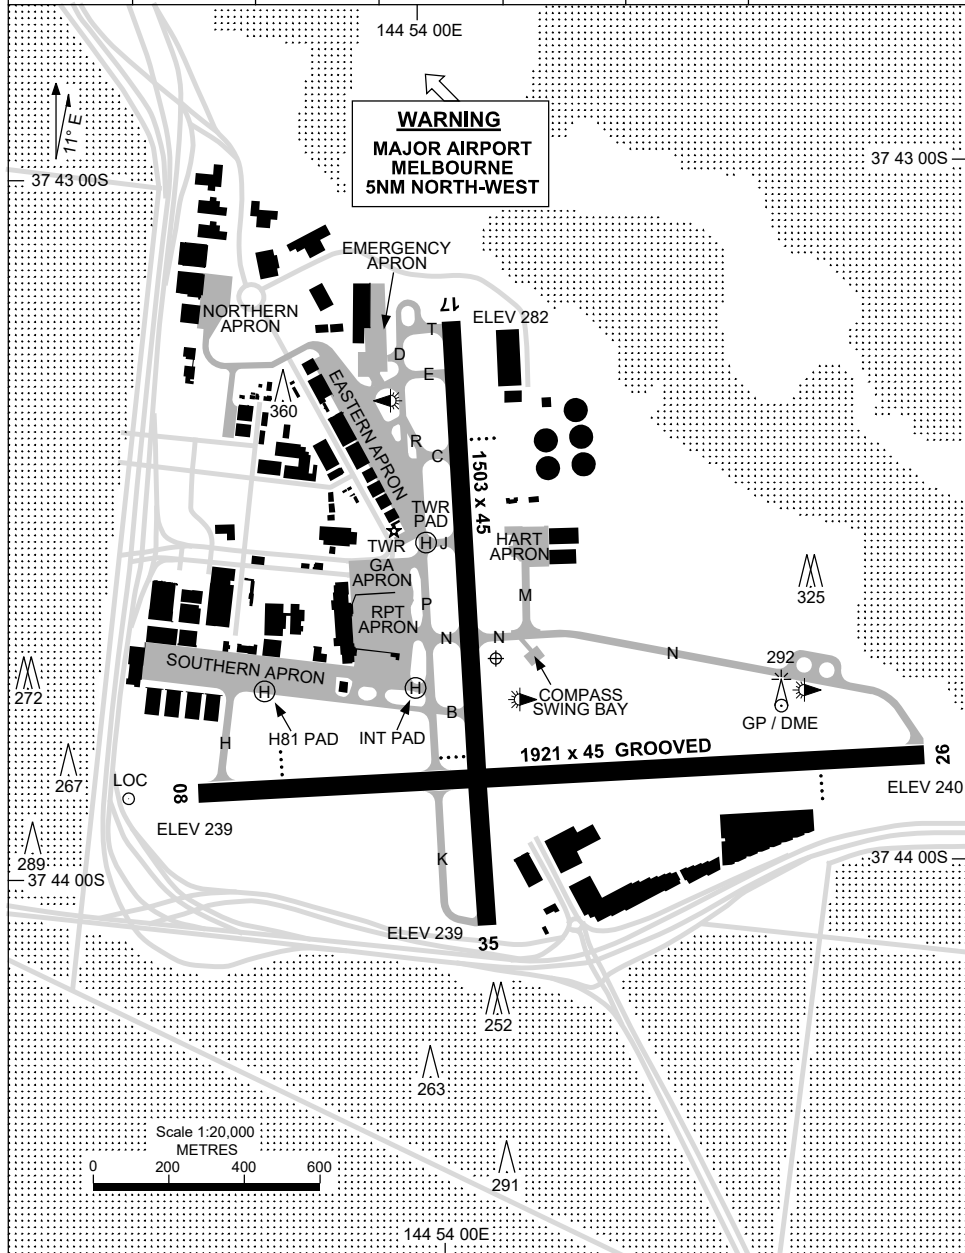 144 54 00E
WARNING
MAJOR AIRPORT
MELBOURNE
5NM NORTH-WEST
11° E
37 43 00S
37 43 00S
EMERGENCY
APRON
NORTHERN
APRON
17
ELEV 282
T
D
E
EASTERN APRON
360
R
C
1503 x 45
TWR
PAD
H
J
TWR
HART
APRON
GA
APRON
RPT
APRON
P
M
325
N
N
N
SOUTHERN APRON
292
272
H
H
COMPASS
SWING BAY
GP / DME
B
H
H81 PAD
INT PAD
1921 x 45 GROOVED
26
267
LOC
08
ELEV 240
ELEV 239
289
K
37 44 00S
37 44 00S
ELEV 239
35
252
263
Scale 1:20,000
METRES
0 200 400 600
291
144 54 00E